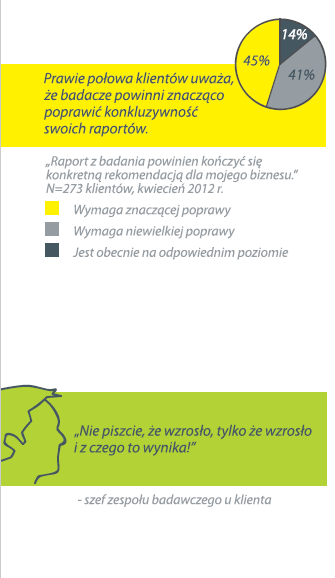 14%
45%
41%
Prawie połowa klientów uważa,
że badacze powinni znacząco
poprawić konkluzywność
swoich raportów.
„Raport z badania powinien kończyć się
konkretną rekomendacją dla mojego biznesu.”
N=273 klientów, kwiecień 2012 r.
Wymaga znaczącej poprawy
Wymaga niewielkiej poprawy
Jest obecnie na odpowiednim poziomie
„Nie piszcie, że wzrosło, tylko że wzrosło
i z czego to wynika!”
- szef zespołu badawczego u klienta